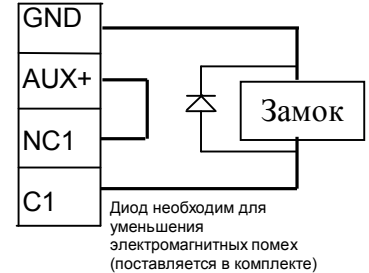 GND
AUX+
NC1
C1
Замок
Диод необходим для
уменьшения
электромагнитных помех
(поставляется в комплекте)